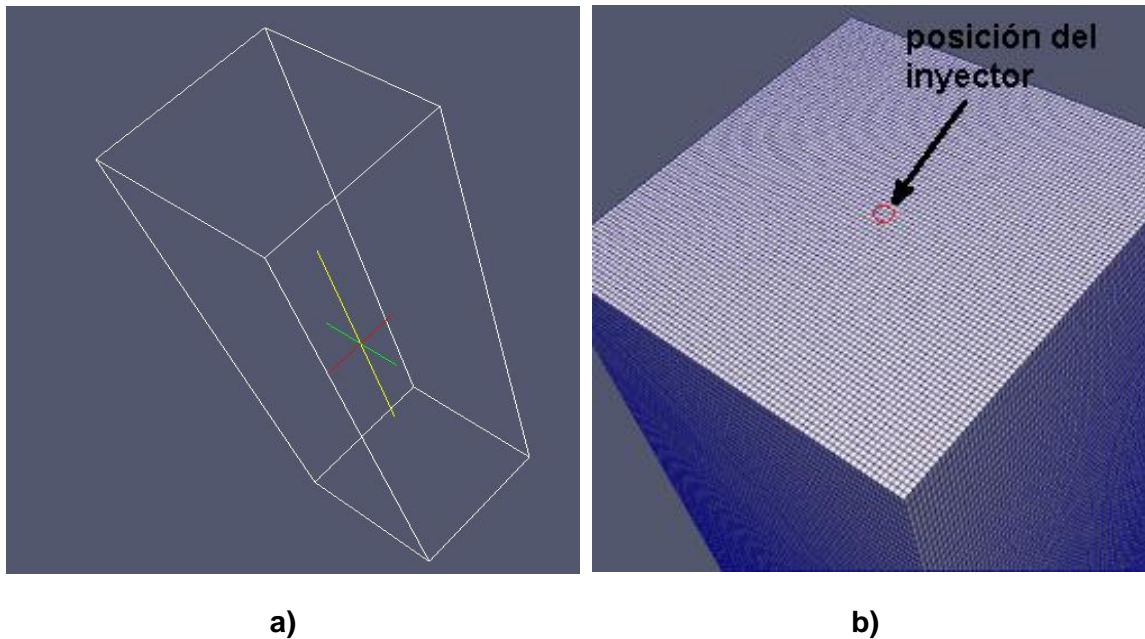 posición del
inyector
a)
b)